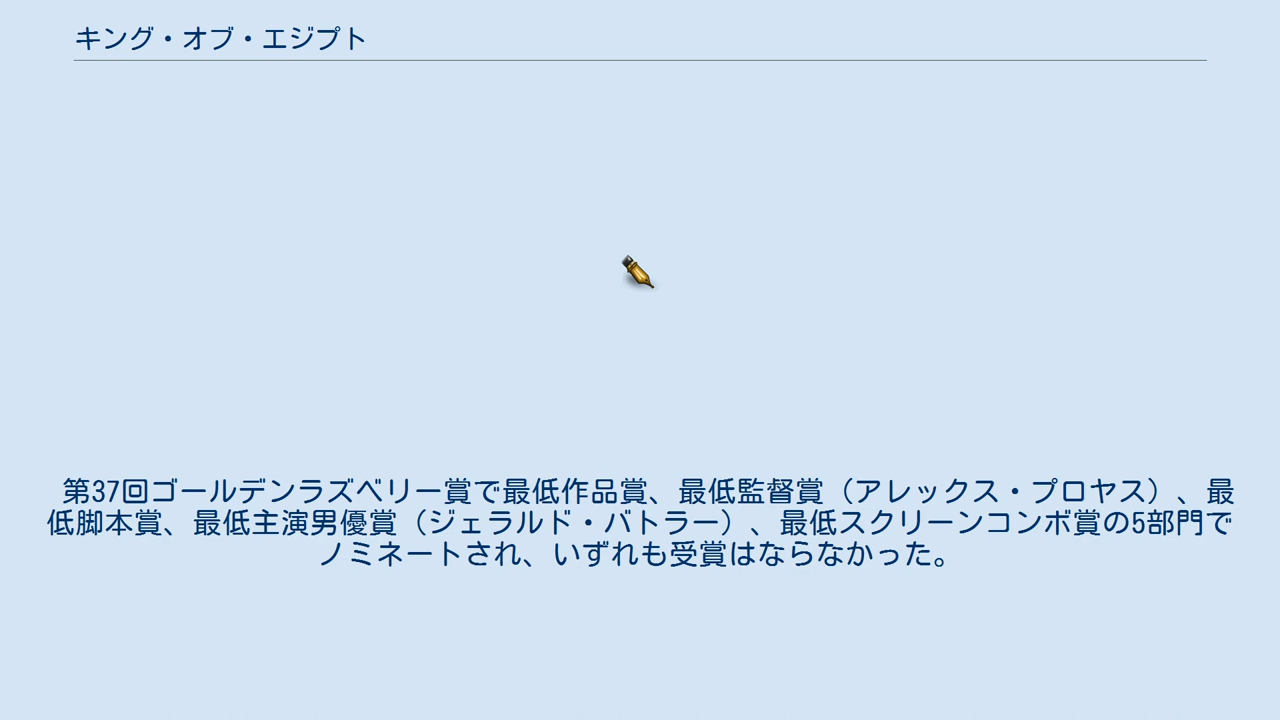 キング・オブ・エジプト
第37回ゴールデンラズベリー賞で最低作品賞、最低監督賞（アレックス・プロヤス）、最
低脚本賞、最低主演男優賞（ジェラルド・バトラー）、最低スクリーンコンボ賞の5部門で
ノミネートされ、いずれも受賞はならなかった。